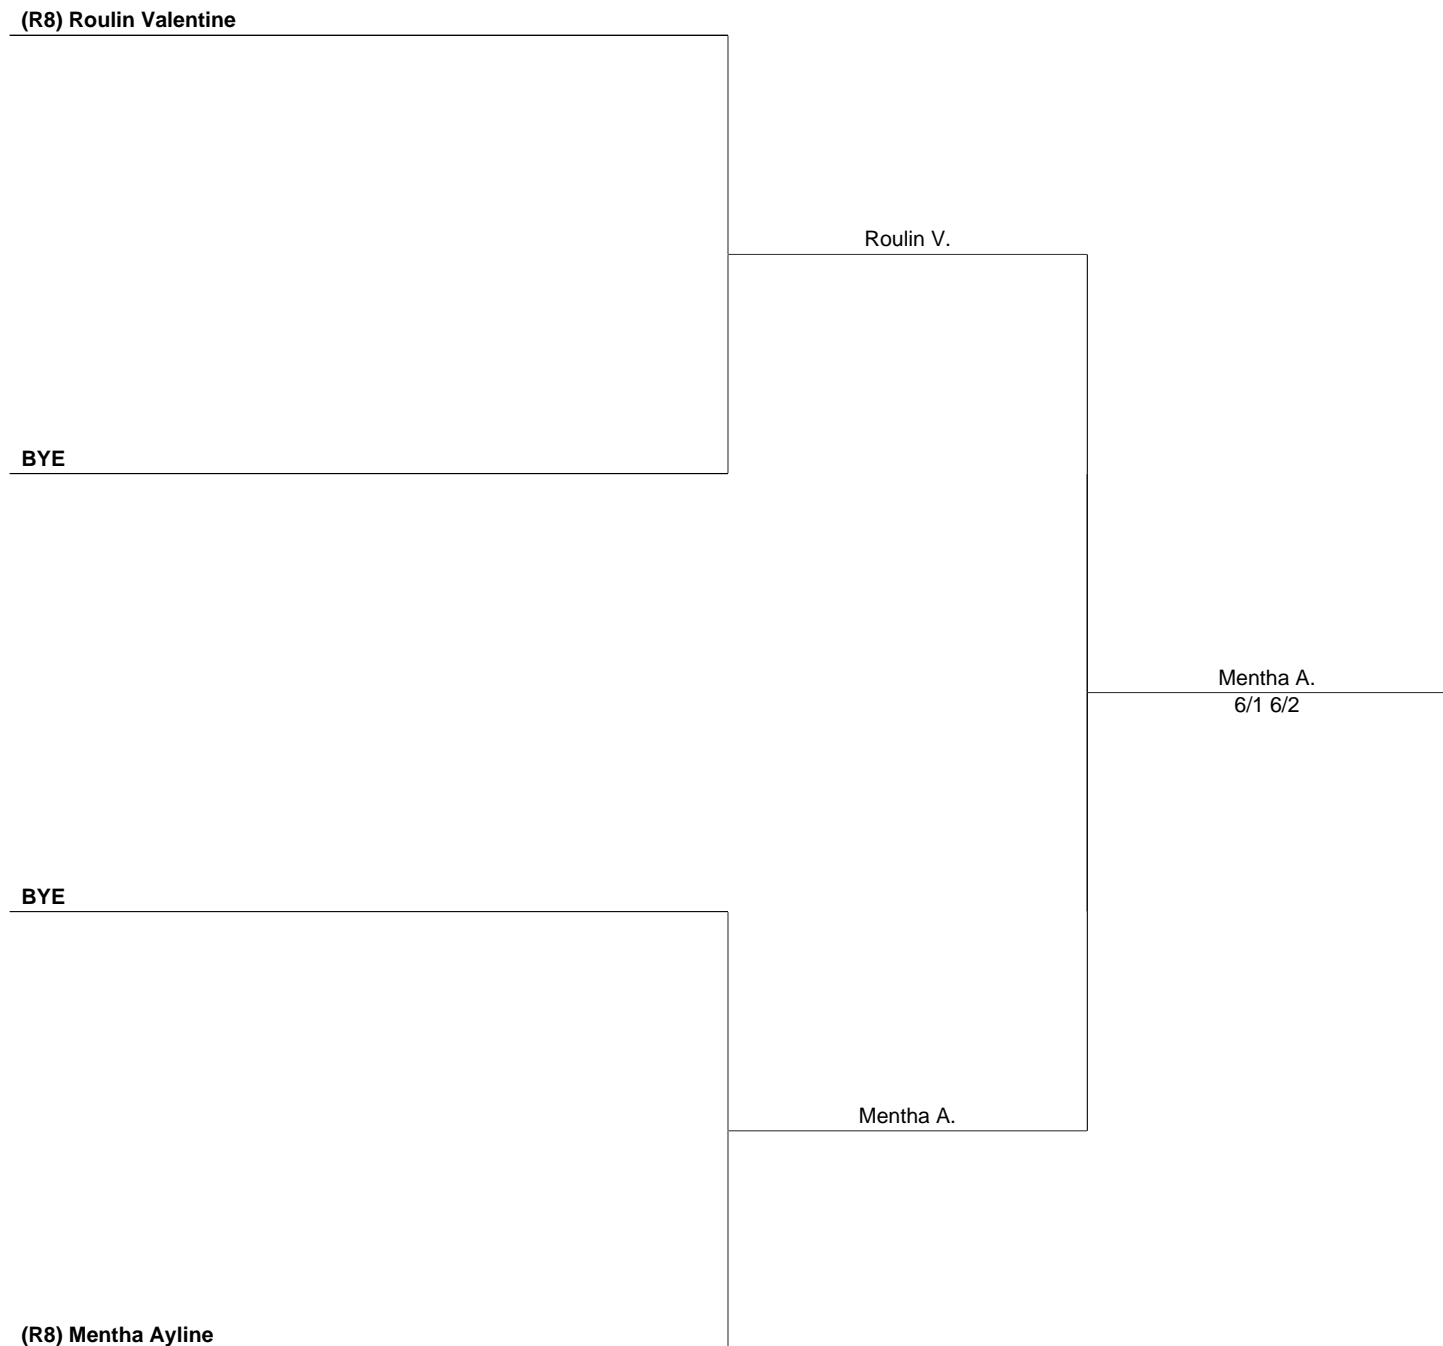 (R8) Roulin Valentine
Roulin V.
BYE
Mentha A.
6/1 6/2
BYE
Mentha A.
(R8) Mentha Ayline